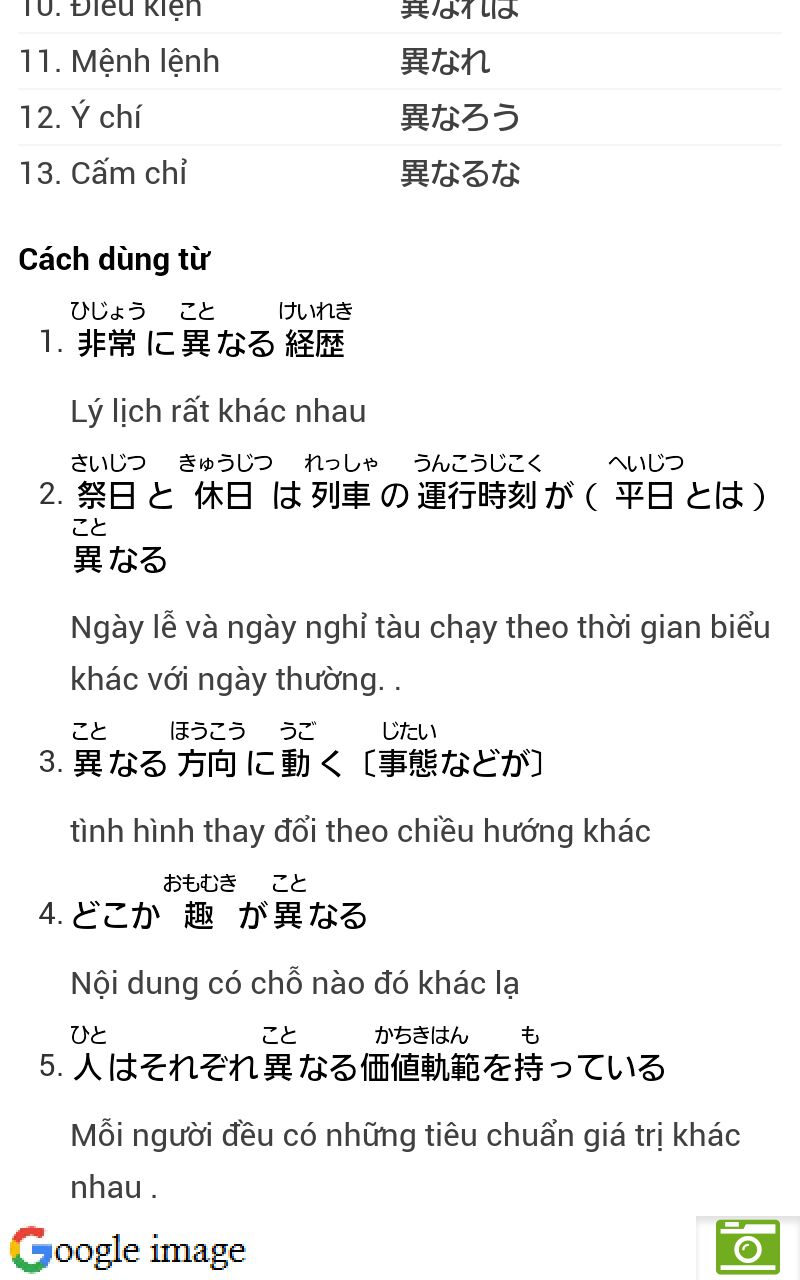 10. Điều kiện 異なれば
11. Mệnh lệnh 異なれ
12. Ý chí 異なろう
13. Cấm chỉ 異なるな
Cách dùng từ
ひじょう こと けいれき
1. 非常に異なる経歴
Lý lịch rất khác nhau
さいじつ きゅうじつ れっしゃ うんこうじこく へいじつ
2. 祭日と休日は列車の運行時刻が(平日とは)
こと
異なる
Ngày lễ và ngày nghỉ tàu chạy theo thời gian biểu
khác với ngày thường. .
こと ほうこう うご じたい
3. 異なる方向に動く〔事態などが〕
tình hình thay đổi theo chiều hướng khác
おもむき こと
4. どこか趣が異なる
Nội dung có chỗ nào đó khác lạ
ひと こと かちきはん も
5. 人はそれぞれ異なる価値軌範を持っている
Mỗi người đều có những tiêu chuẩn giá trị khác
nhau .
Google image